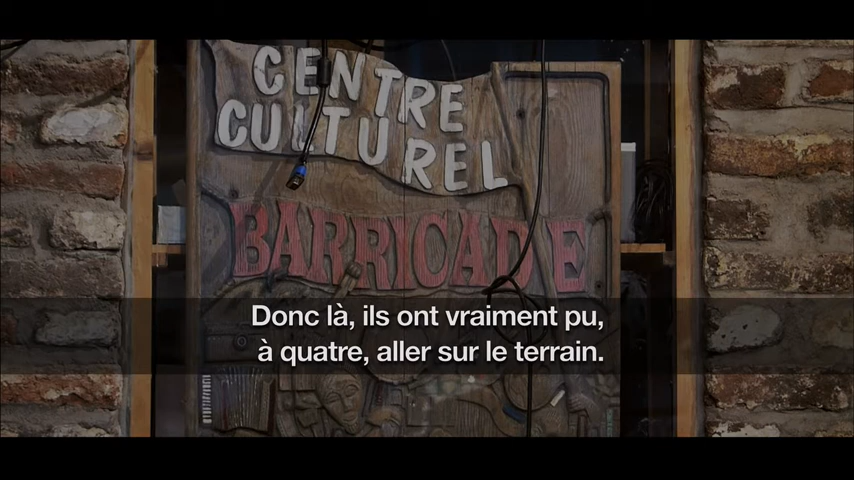 CENTRE
CULTUREL
BARRICADE
Donc là, ils ont vraiment pu,
à quatre, aller sur le terrain.